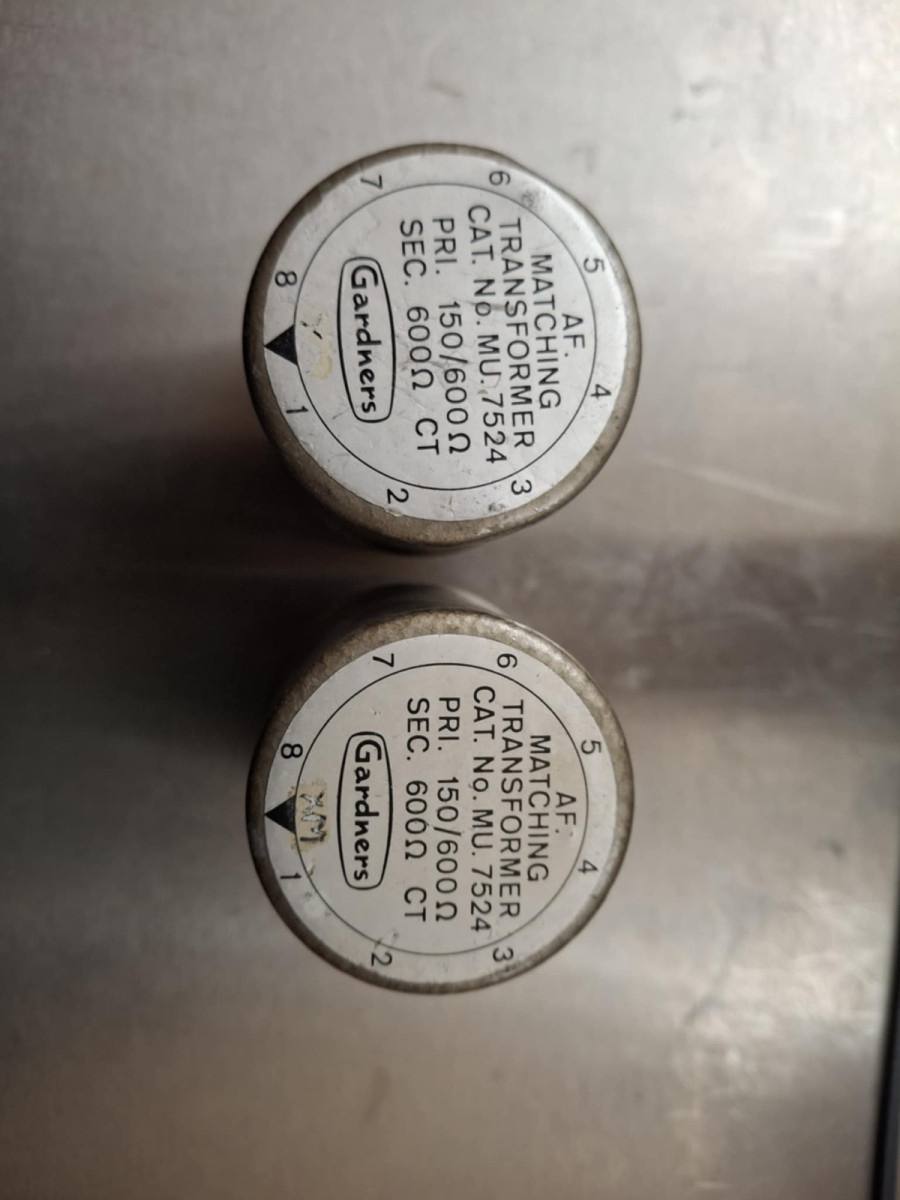 AF.
MATCHING
TRANSFORMER
CAT. No. MU. 7524
PRI. 150/600Ω
SEC. 600Ω CT
Gardners
1
2
3
4
5
6
7
8
AF.
MATCHING
TRANSFORMER
CAT. No. MU. 7524
PRI. 150/600Ω
SEC. 600Ω CT
Gardners
1
2
3
4
5
6
7
8